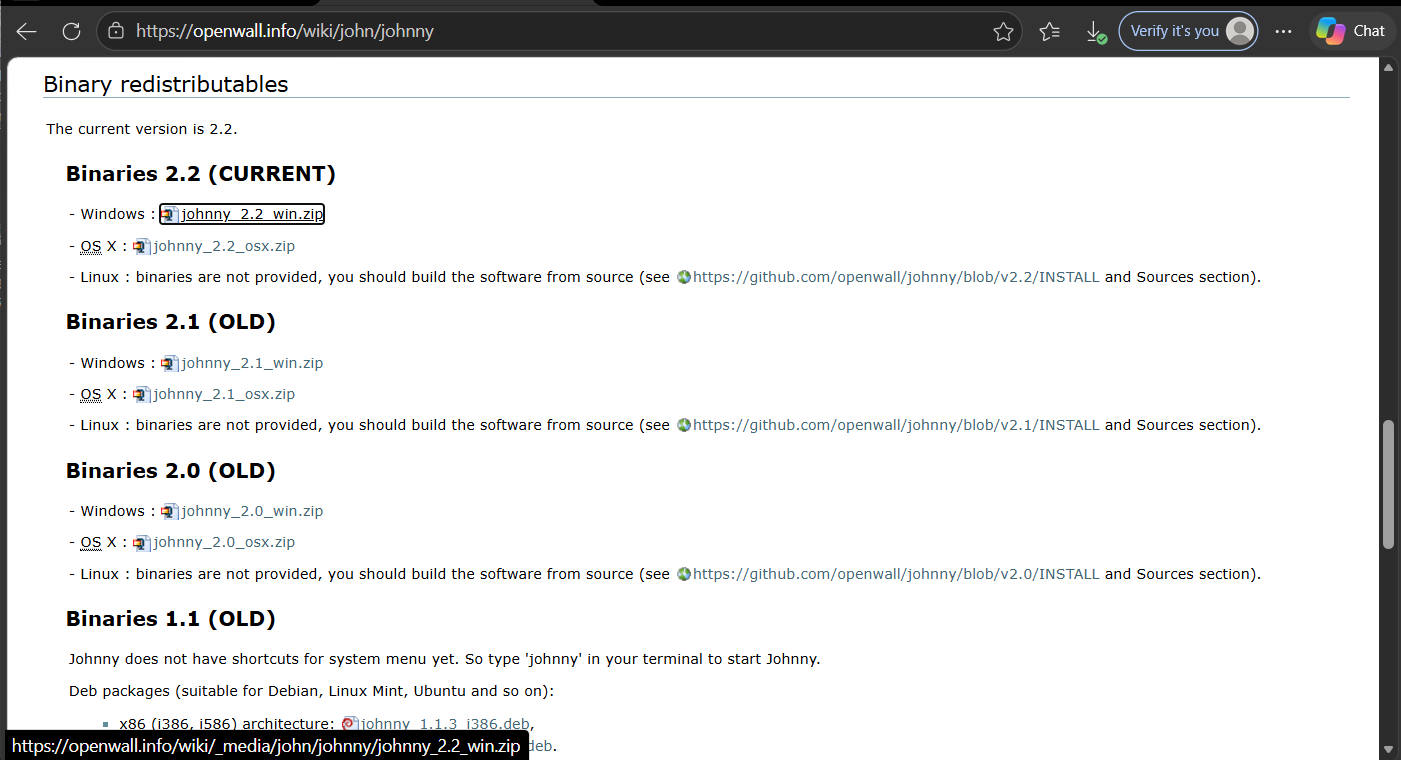 https://openwall.info/wiki/john/johnny
Verify it's you
Chat
Binary redistributables
The current version is 2.2.
Binaries 2.2 (CURRENT)
- Windows : johnny_2.2_win.zip
- OS X : johnny_2.2_osx.zip
- Linux : binaries are not provided, you should build the software from source (see https://github.com/openwall/johnny/blob/v2.2/INSTALL and Sources section).
Binaries 2.1 (OLD)
- Windows : johnny_2.1_win.zip
- OS X : johnny_2.1_osx.zip
- Linux : binaries are not provided, you should build the software from source (see https://github.com/openwall/johnny/blob/v2.1/INSTALL and Sources section).
Binaries 2.0 (OLD)
- Windows : johnny_2.0_win.zip
- OS X : johnny_2.0_osx.zip
- Linux : binaries are not provided, you should build the software from source (see https://github.com/openwall/johnny/blob/v2.0/INSTALL and Sources section).
Binaries 1.1 (OLD)
Johnny does not have shortcuts for system menu yet. So type 'johnny' in your terminal to start Johnny.
Deb packages (suitable for Debian, Linux Mint, Ubuntu and so on):
x86 (i386, i586) architecture: johnny_1.1.3_i386.deb,
deb.
https://openwall.info/wiki/_media/john/johnny/johnny_2.2_win.zip